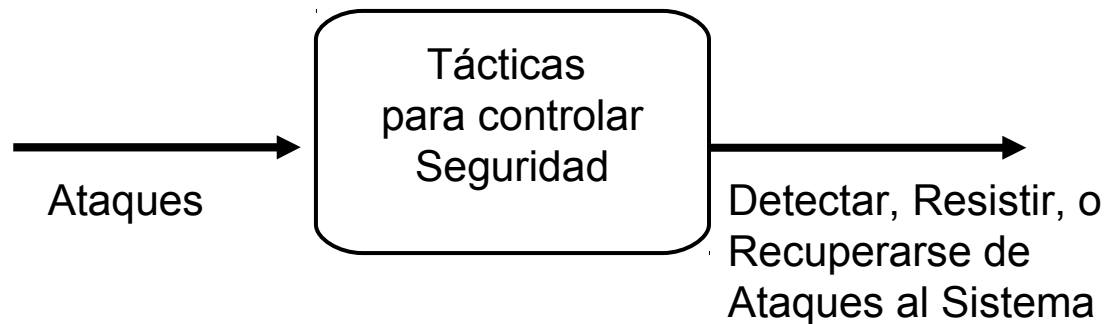 Tácticas
para controlar
Seguridad
Ataques
Detectar, Resistir, o
Recuperarse de
Ataques al Sistema